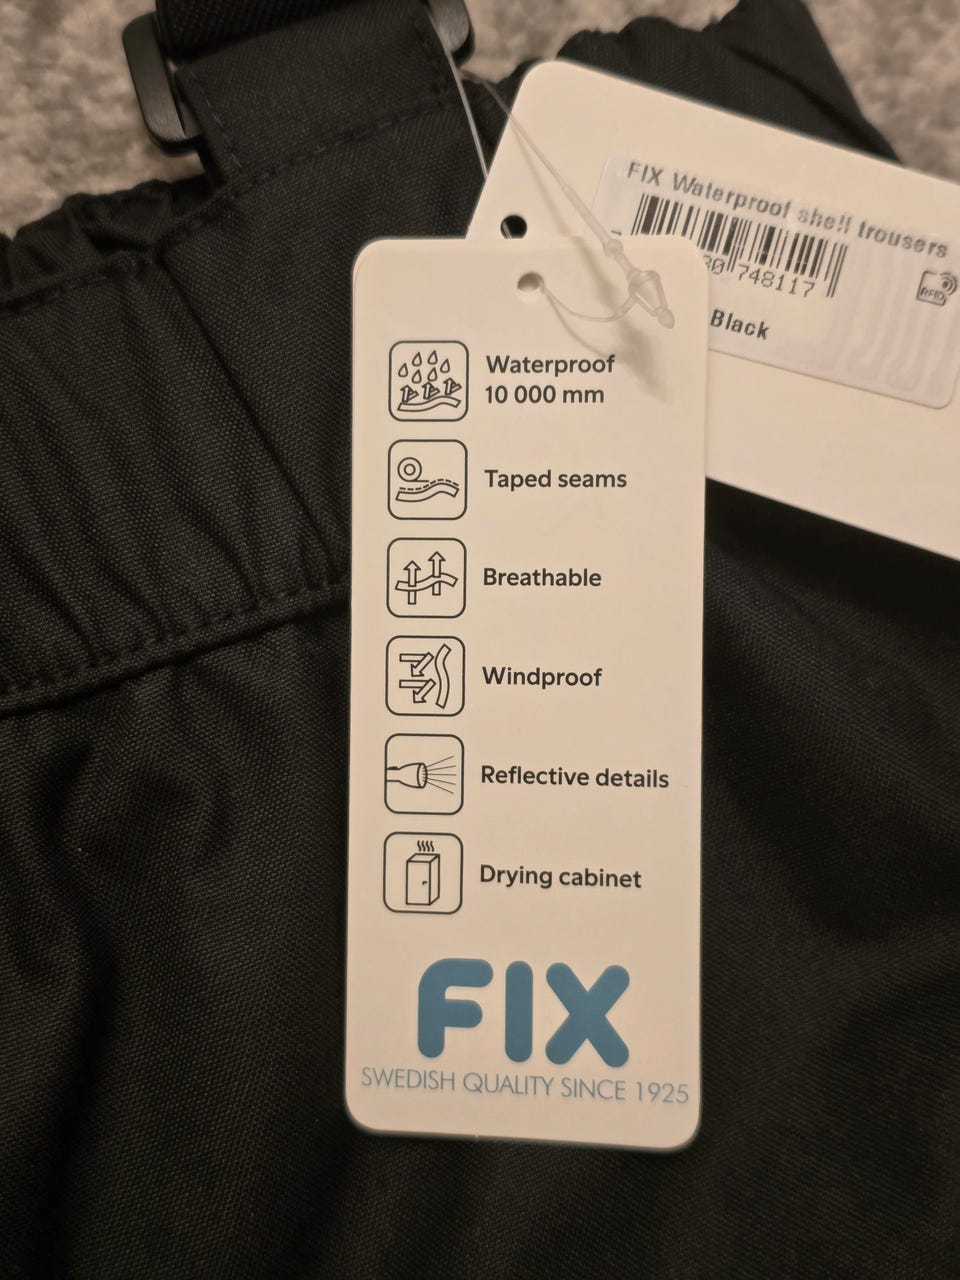 FIX Waterproof shell trousers
748117
RFID
Black
Waterproof
10 000 mm
Taped seams
Breathable
Windproof
Reflective details
Drying cabinet
FIX
SWEDISH QUALITY SINCE 1925